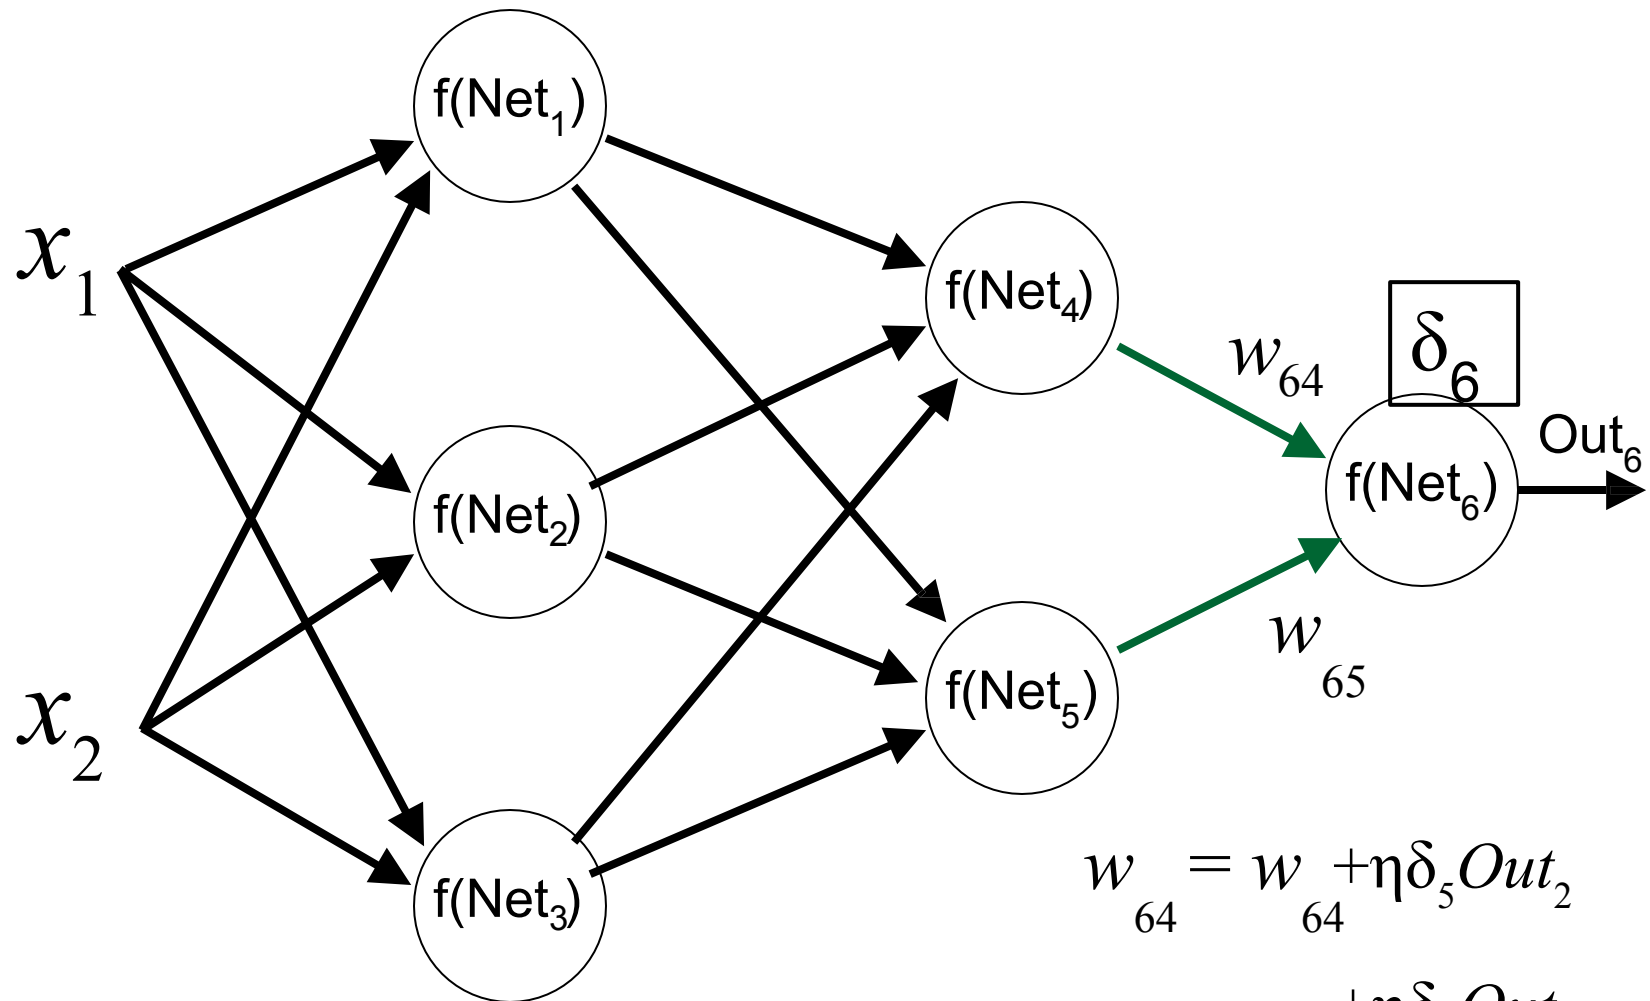 f(Net₁)
x₁
f(Net₄)
w₆₄
δ₆
Out₆
f(Net₂)
f(Net₆)
w₆₅
x₂
f(Net₅)
f(Net₃)
w₆₄ = w₆₄+ηδ₅Out₂